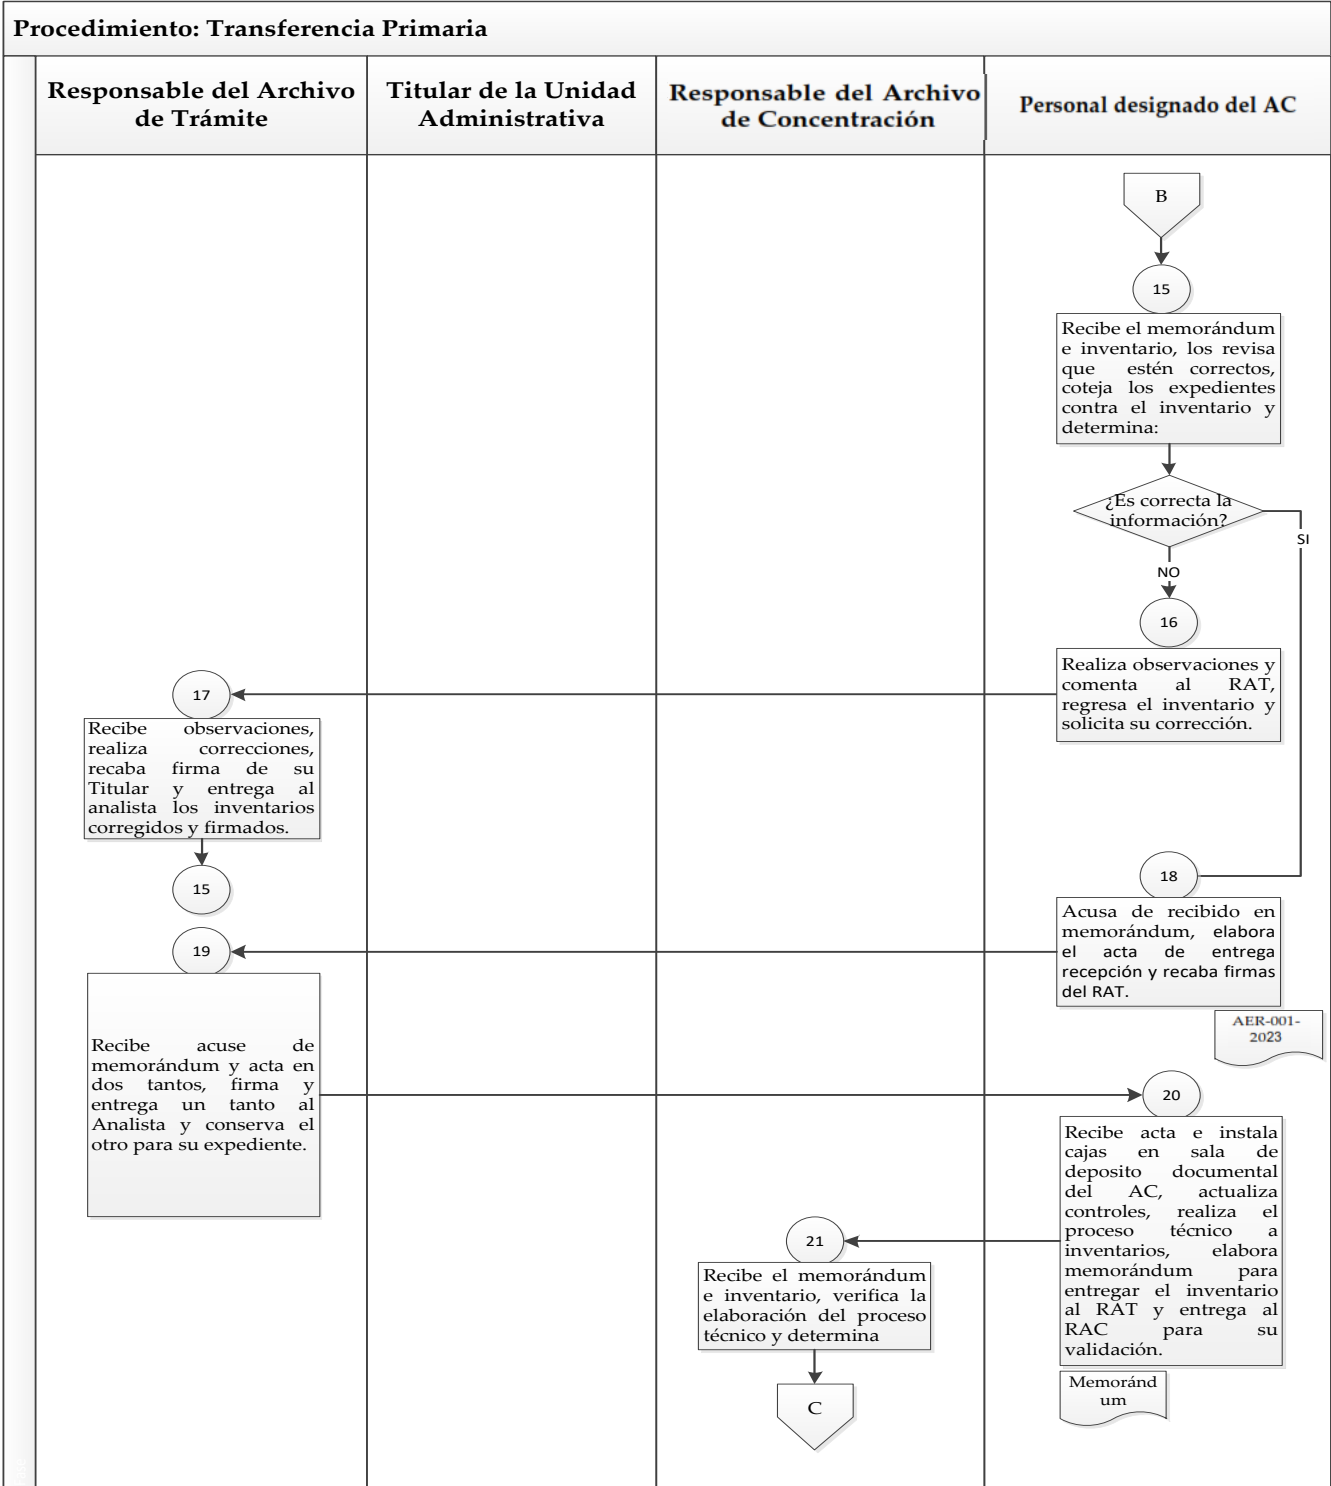 Procedimiento: Transferencia Primaria
Responsable del Archivo
de Trámite
Titular de la Unidad
Administrativa
Responsable del Archivo
de Concentración
Personal designado del AC
B
15
Recibe el memorándum
e inventario, los revisa
que estén correctos,
coteja los expedientes
contra el inventario y
determina:
¿Es correcta la
información?
SI
NO
16
Realiza observaciones y
comenta al RAT,
regresa el inventario y
solicita su corrección.
17
Recibe observaciones,
realiza correcciones,
recaba firma de su
Titular y entrega al
analista los inventarios
corregidos y firmados.
15
18
Acusa de recibido en
memorándum, elabora
el acta de entrega
recepción y recaba firmas
del RAT.
AER-001-
2023
19
Recibe acuse de
memorándum y acta en
dos tantos, firma y
entrega un tanto al
Analista y conserva el
otro para su expediente.
20
Recibe acta e instala
cajas en sala de
deposito documental
del AC, actualiza
controles, realiza el
proceso técnico a
inventarios, elabora
memorándum para
entregar el inventario
al RAT y entrega al
RAC para su
validación.
Memoránd
um
21
Recibe el memorándum
e inventario, verifica la
elaboración del proceso
técnico y determina
C